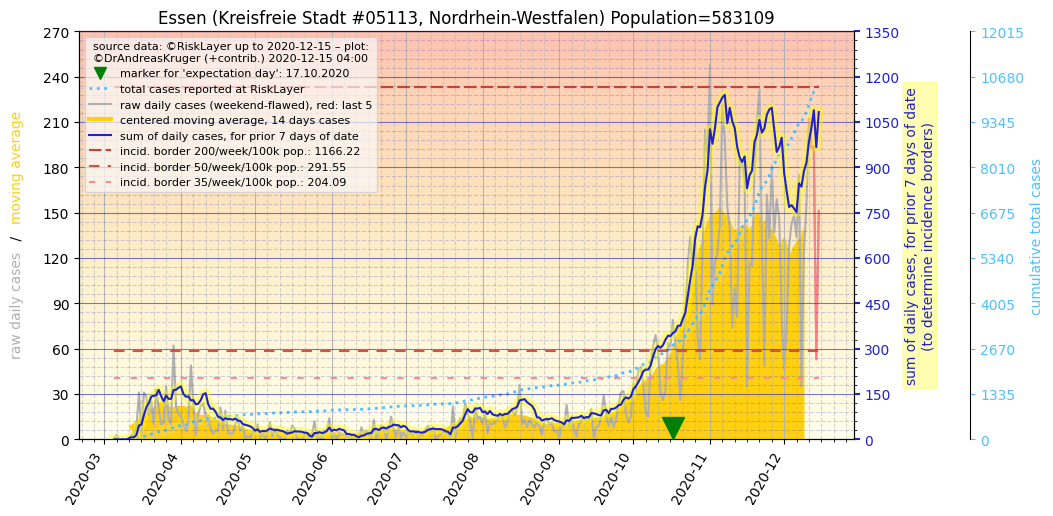 Essen (Kreisfreie Stadt #05113, Nordrhein-Westfalen) Population=583109
source data: ©RiskLayer up to 2020-12-15 – plot:
©DrAndreasKruger (+contrib.) 2020-12-15 04:00
marker for 'expectation day': 17.10.2020
total cases reported at RiskLayer
raw daily cases (weekend-flawed), red: last 5
centered moving average, 14 days cases
sum of daily cases, for prior 7 days of date
incid. border 200/week/100k pop.: 1166.22
incid. border 50/week/100k pop.: 291.55
incid. border 35/week/100k pop.: 204.09
raw daily cases / moving average
270
240
210
180
150
120
90
60
30
0
2020-03
2020-04
2020-05
2020-06
2020-07
2020-08
2020-09
2020-10
2020-11
2020-12
1350
1200
1050
900
750
600
450
300
150
0
sum of daily cases, for prior 7 days of date
(to determine incidence borders)
12015
10680
9345
8010
6675
5340
4005
2670
1335
0
cumulative total cases